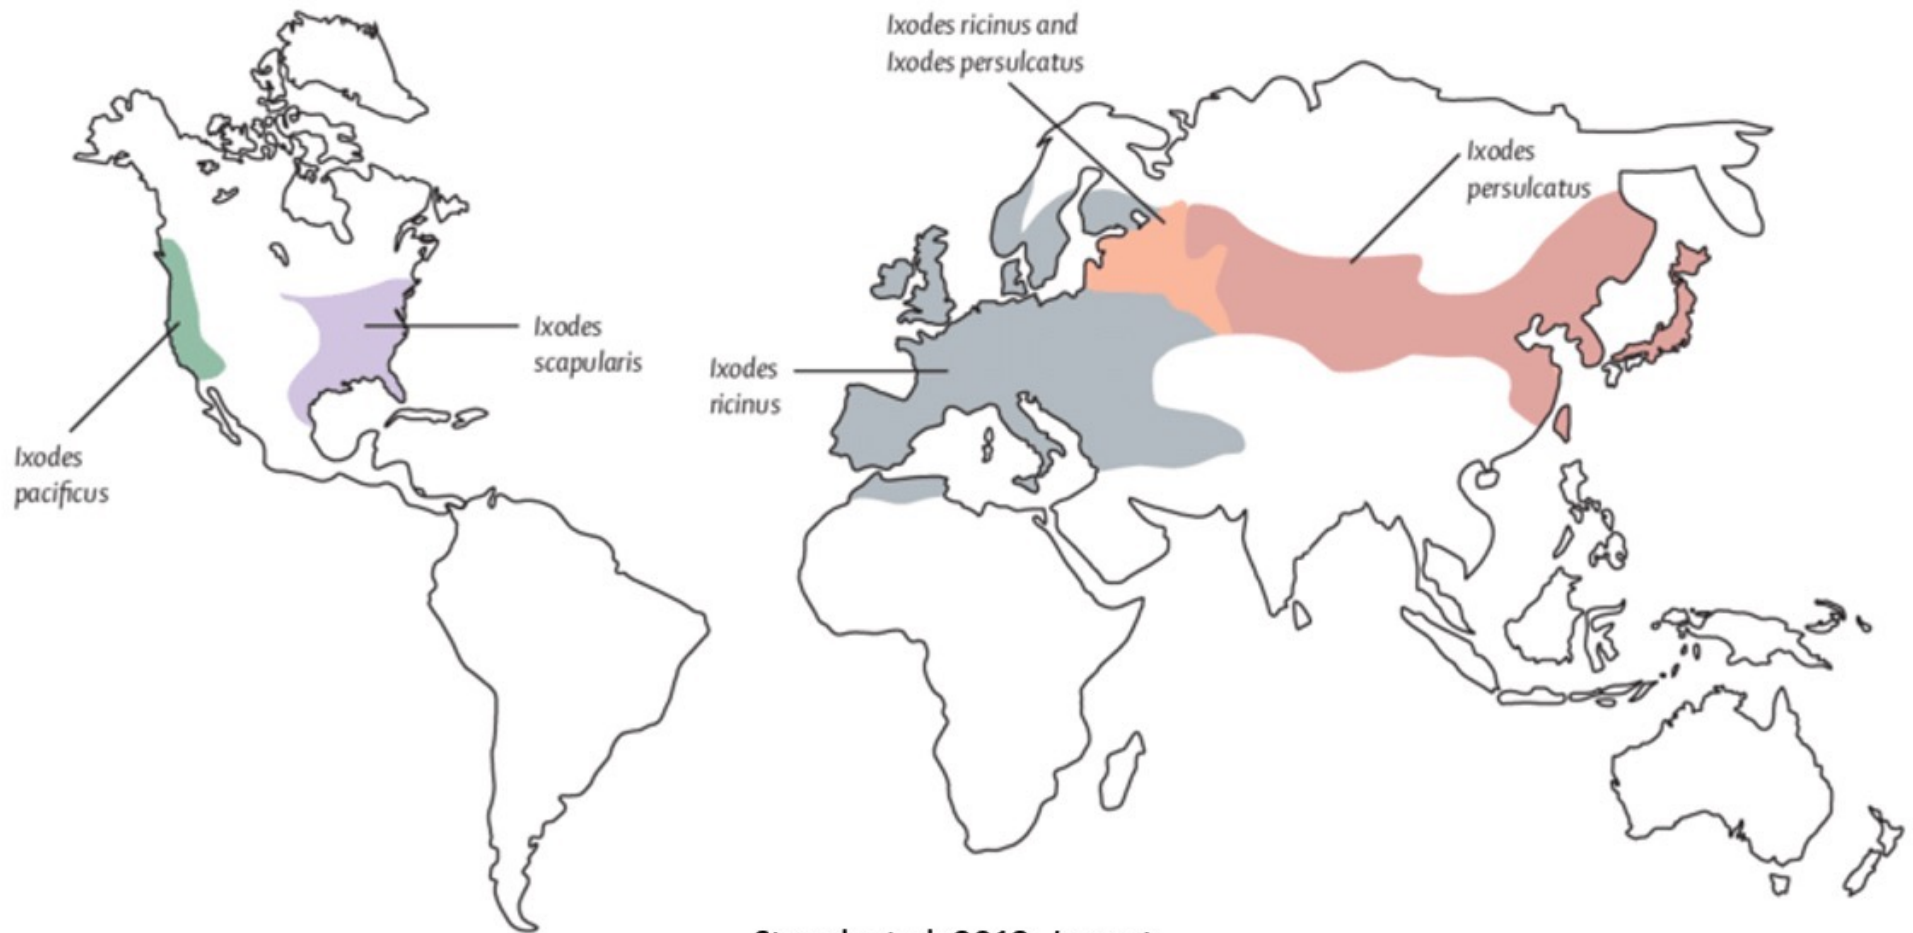 Ixodes ricinus and
Ixodes persulcatus
Ixodes
persulcatus
Ixodes
scapularis
Ixodes
ricinus
Ixodes
pacificus